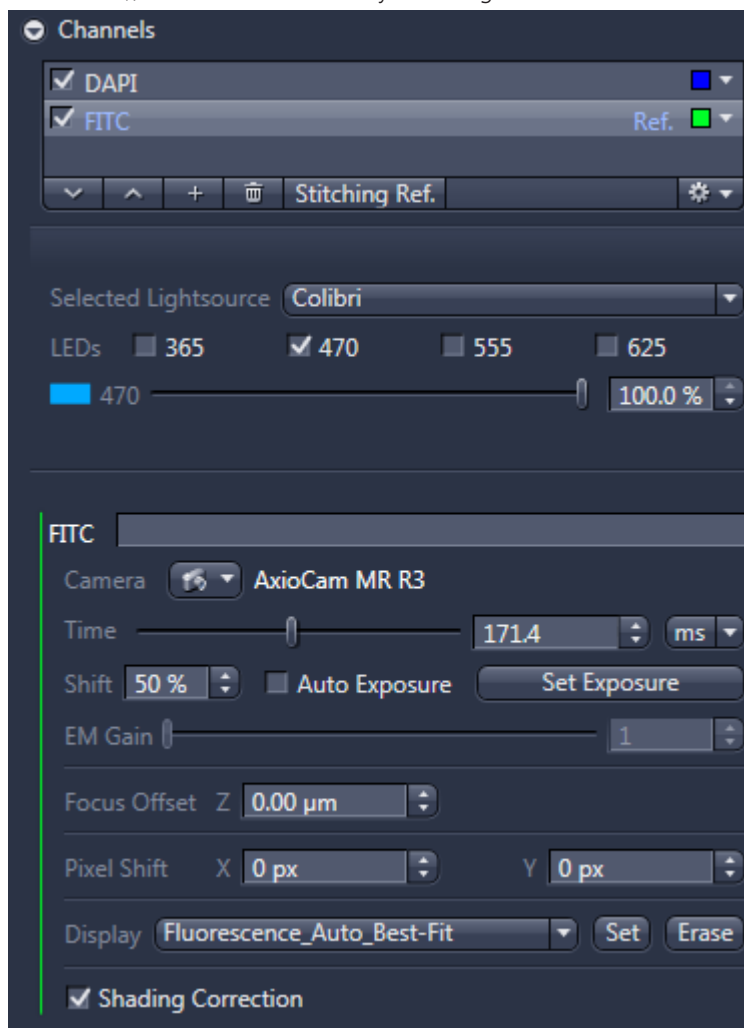 Channels
DAPI
FITC Ref.
+ Stitching Ref.
Selected Lightsource Colibri
LEDs 365 470 555 625
470 100.0 %
FITC
Camera AxioCam MR R3
Time 171.4 ms
Shift 50 % Auto Exposure Set Exposure
EM Gain 1
Focus Offset Z 0.00 µm
Pixel Shift X 0 px Y 0 px
Display Fluorescence_Auto_Best-Fit Set Erase
Shading Correction